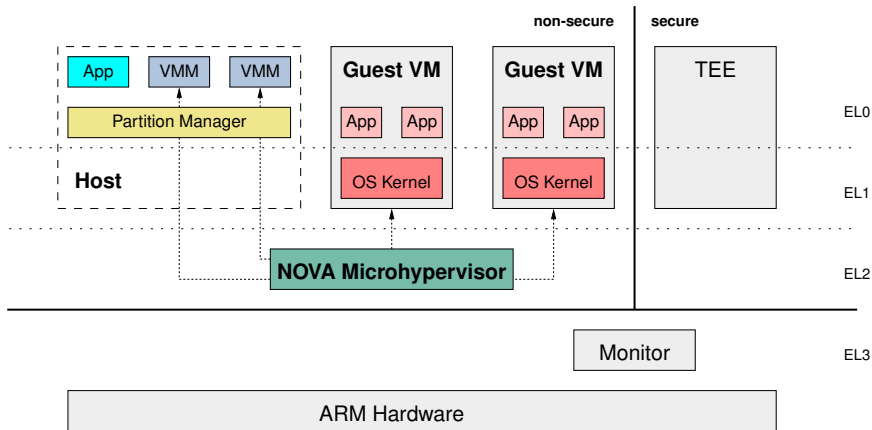 non-secure
secure
App
VMM
VMM
Guest VM
Guest VM
TEE
Partition Manager
App
App
App
App
EL0
Host
OS Kernel
OS Kernel
EL1
NOVA Microhypervisor
EL2
Monitor
EL3
ARM Hardware